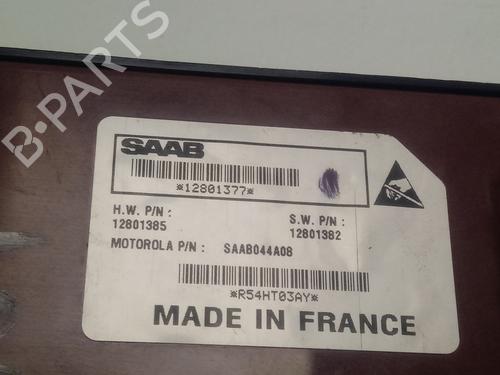 B-PARTS
SAAB
*12801377*
H.W. P/N :
12801385
S.W. P/N :
12801382
MOTOROLA P/N : SAAB044A08
*R54HT03AY*
MADE IN FRANCE